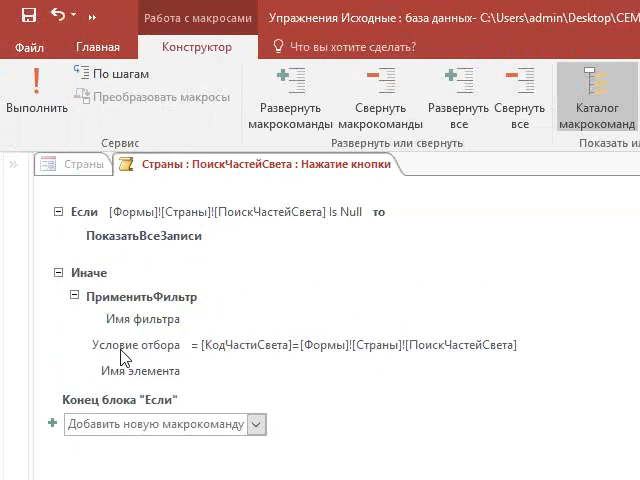 Работа с макросами
Упражнения Исходные : база данных- C:\Users\admin\Desktop\СЕМ
Файл
Главная
Конструктор
Что вы хотите сделать?
Выполнить
По шагам
Преобразовать макросы
Развернуть макрокоманды
Свернуть макрокоманды
Развернуть все
Свернуть все
Каталог макрокоманд
Сервис
Развернуть или свернуть
Показать ил
Страны
Страны : ПоискЧастейСвета : Нажатие кнопки
Если [Формы]![Страны]![ПоискЧастейСвета] Is Null то
ПоказатьВсеЗаписи
Иначе
ПрименитьФильтр
Имя фильтра
Условие отбора = [КодЧастиСвета]=[Формы]![Страны]![ПоискЧастейСвета]
Имя элемента
Конец блока "Если"
Добавить новую макрокоманду